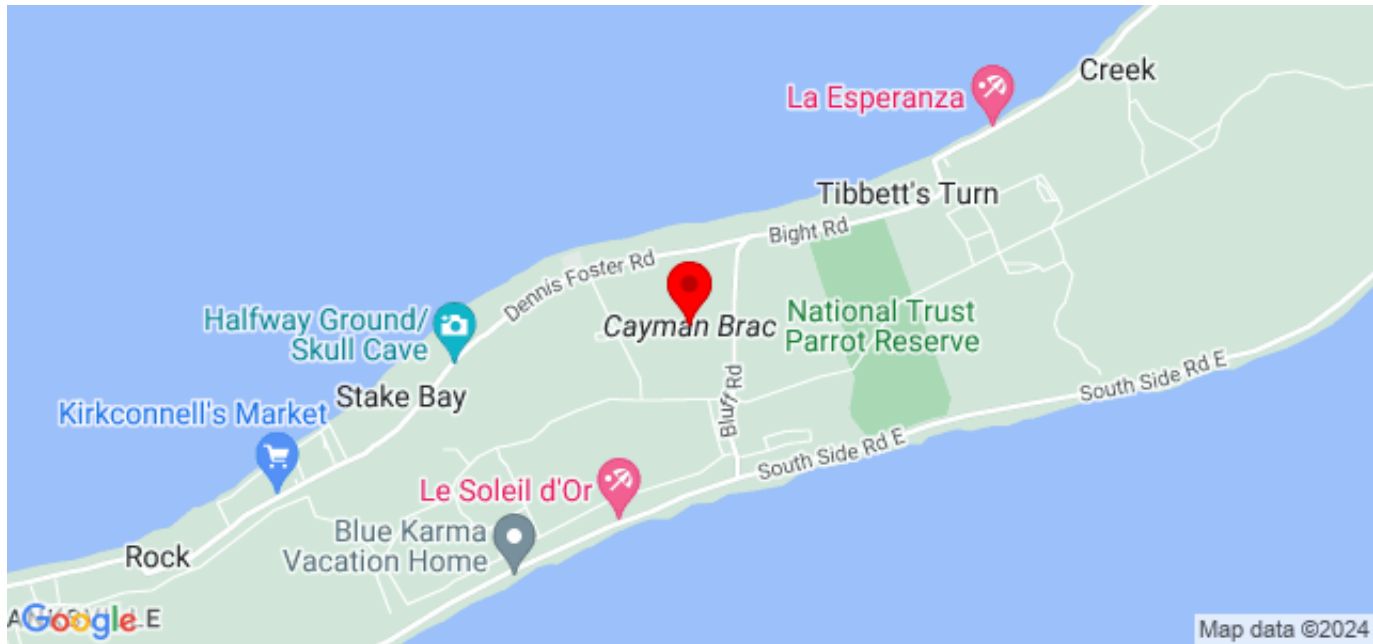 Creek
La Esperanza
Tibbett's Turn
Bight Rd
Dennis Foster Rd
Halfway Ground/
Skull Cave
Cayman Brac
National Trust
Parrot Reserve
Stake Bay
Bluff Rd
South Side Rd E
Kirkconnell's Market
South Side Rd E
Le Soleil d'Or
Blue Karma
Vacation Home
Rock
Google
Map data ©2024